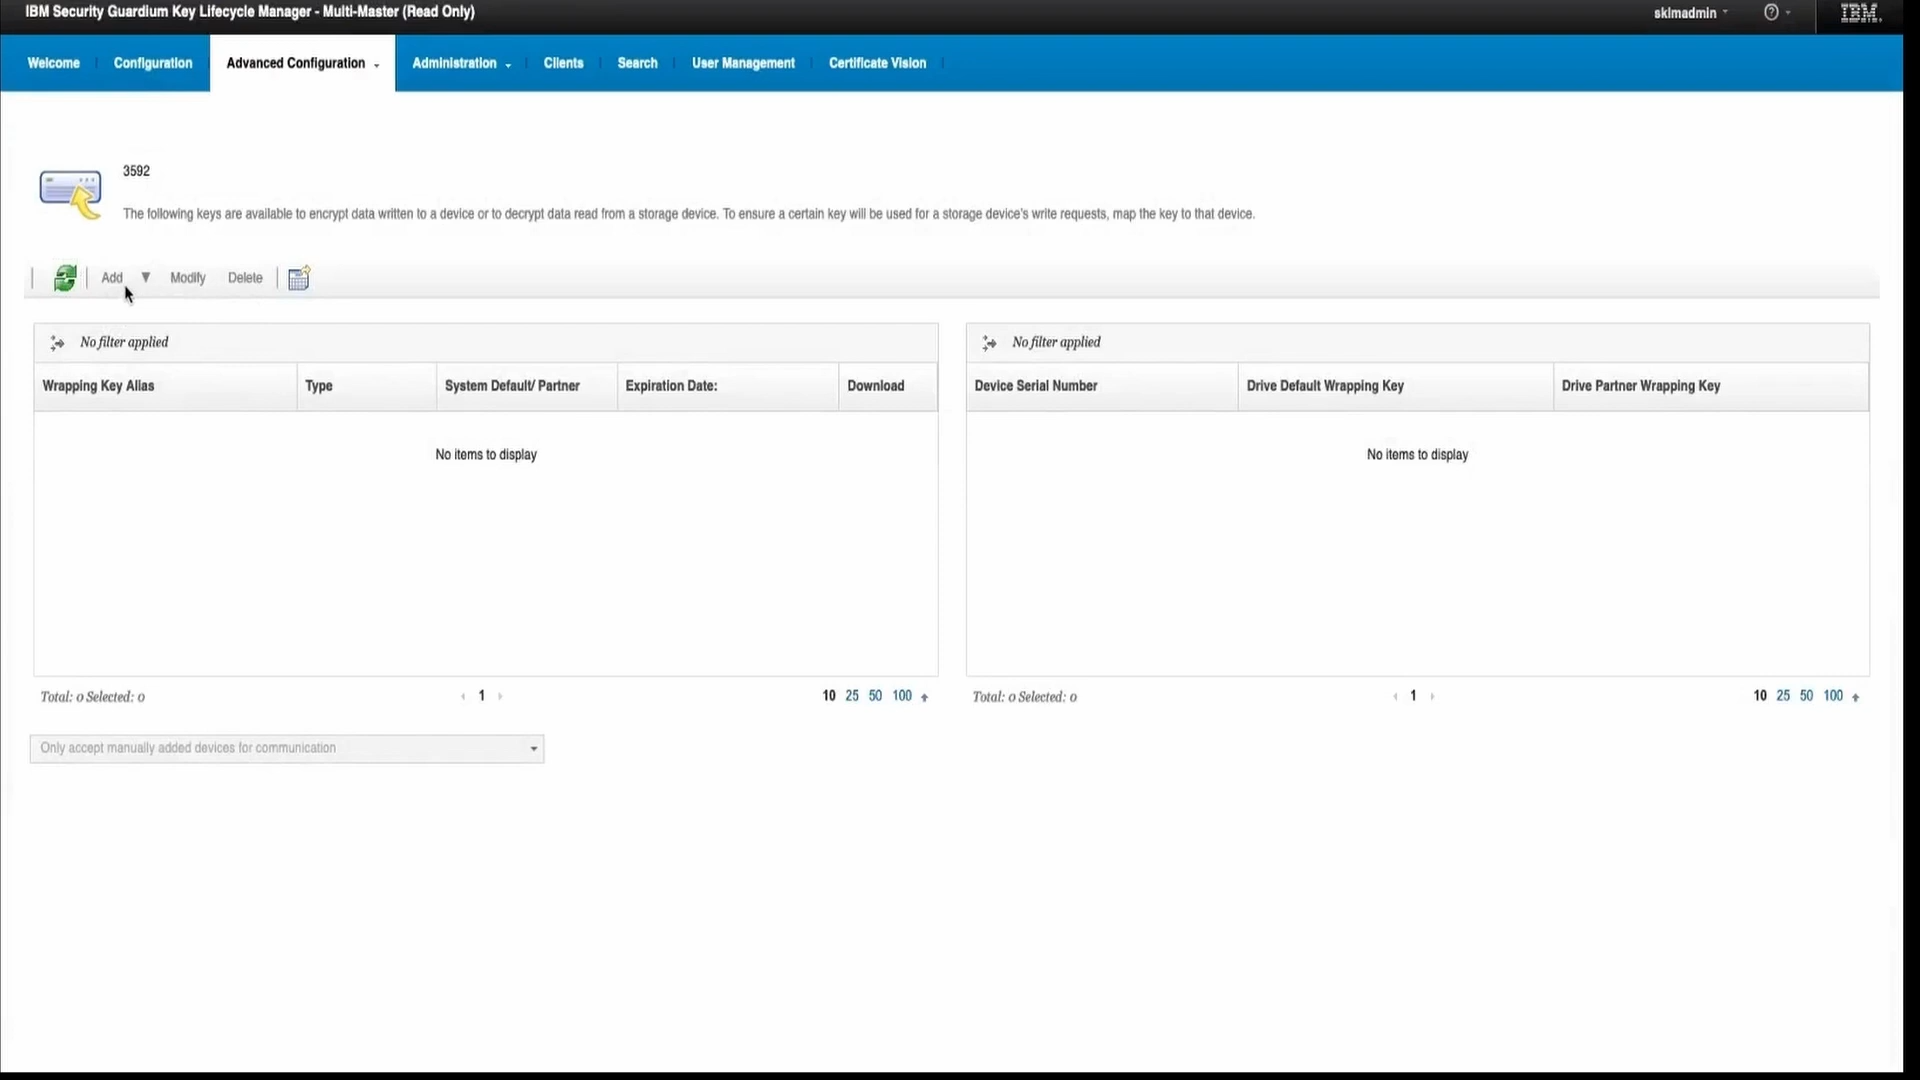 IBM Security Guardium Key Lifecycle Manager - Multi-Master (Read Only)
sklmadmin
IBM
Welcome
Configuration
Advanced Configuration
Administration
Clients
Search
User Management
Certificate Vision
3592
The following keys are available to encrypt data written to a device or to decrypt data read from a storage device. To ensure a certain key will be used for a storage device's write requests, map the key to that device.
Add
Modify
Delete
No filter applied
Wrapping Key Alias
Type
System Default/ Partner
Expiration Date:
Download
No items to display
Total: 0 Selected: 0
1
10 25 50 100
No filter applied
Device Serial Number
Drive Default Wrapping Key
Drive Partner Wrapping Key
No items to display
Total: 0 Selected: 0
1
10 25 50 100
Only accept manually added devices for communication